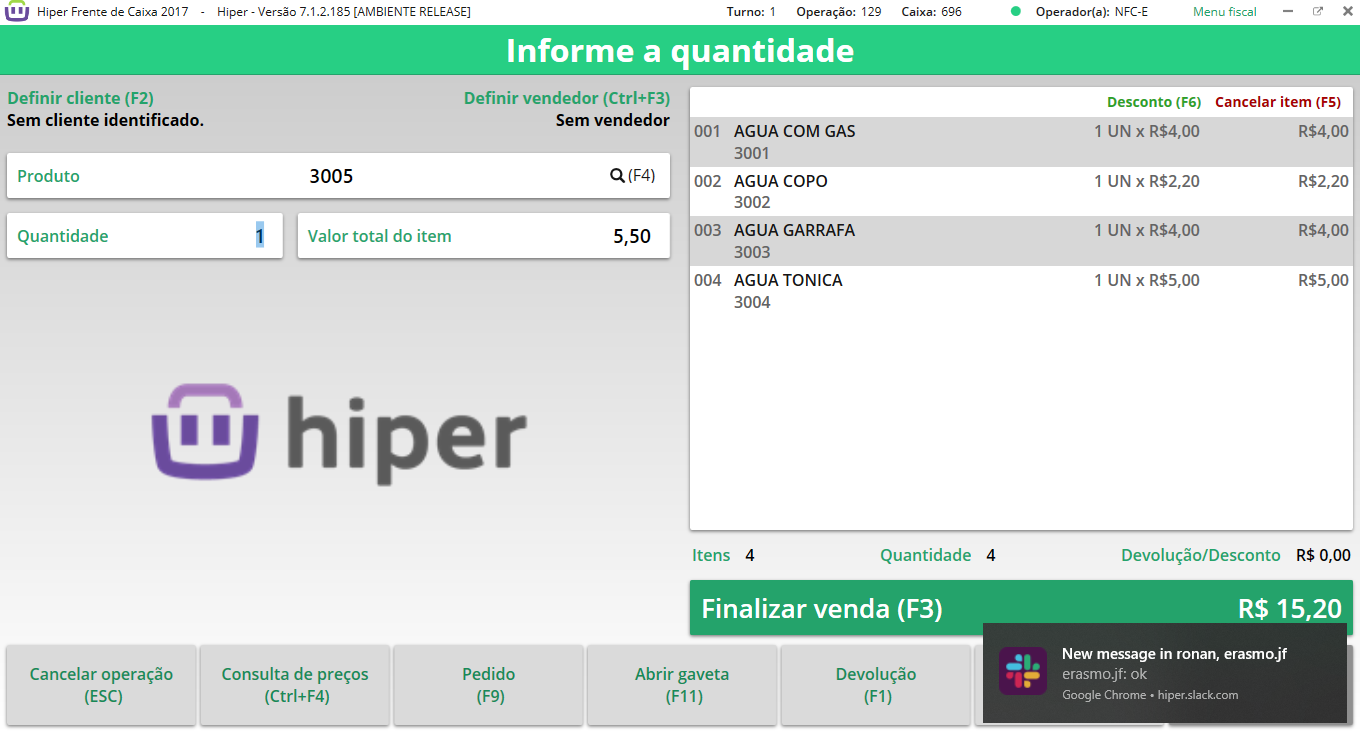 Hiper Frente de Caixa 2017 - Hiper - Versão 7.1.2.185 [AMBIENTE RELEASE] Turno: 1 Operação: 129 Caixa: 696 Operador(a): NFC-E Menu fiscal
Informe a quantidade
Definir cliente (F2) Definir vendedor (Ctrl+F3)
Sem cliente identificado. Sem vendedor
Produto 3005 (F4)
Quantidade 1 Valor total do item 5,50
hiper
Desconto (F6) Cancelar item (F5)
001 AGUA COM GAS 1 UN x R$4,00 R$4,00
3001
002 AGUA COPO 1 UN x R$2,20 R$2,20
3002
003 AGUA GARRAFA 1 UN x R$4,00 R$4,00
3003
004 AGUA TONICA 1 UN x R$5,00 R$5,00
3004
Itens 4 Quantidade 4 Devolução/Desconto R$ 0,00
Finalizar venda (F3) R$ 15,20
Cancelar operação
(ESC)
Consulta de preços
(Ctrl+F4)
Pedido
(F9)
Abrir gaveta
(F11)
Devolução
(F1)
New message in ronan, erasmo.jf
erasmo.jf: ok
Google Chrome • hiper.slack.com